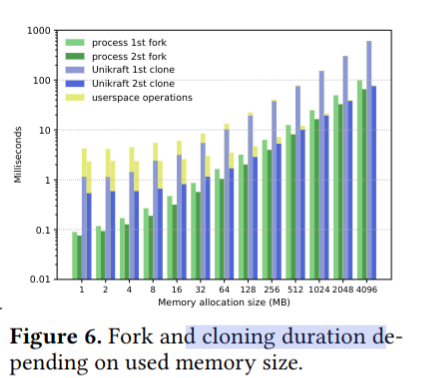 1000
100
10
1
0.1
0.01
Milliseconds
process 1st fork
process 2st fork
Unikraft 1st clone
Unikraft 2st clone
userspace operations
1 2 4 8 16 32 64 128 256 512 1024 2048 4096
Memory allocation size (MB)
Figure 6. Fork and cloning duration de-
pending on used memory size.